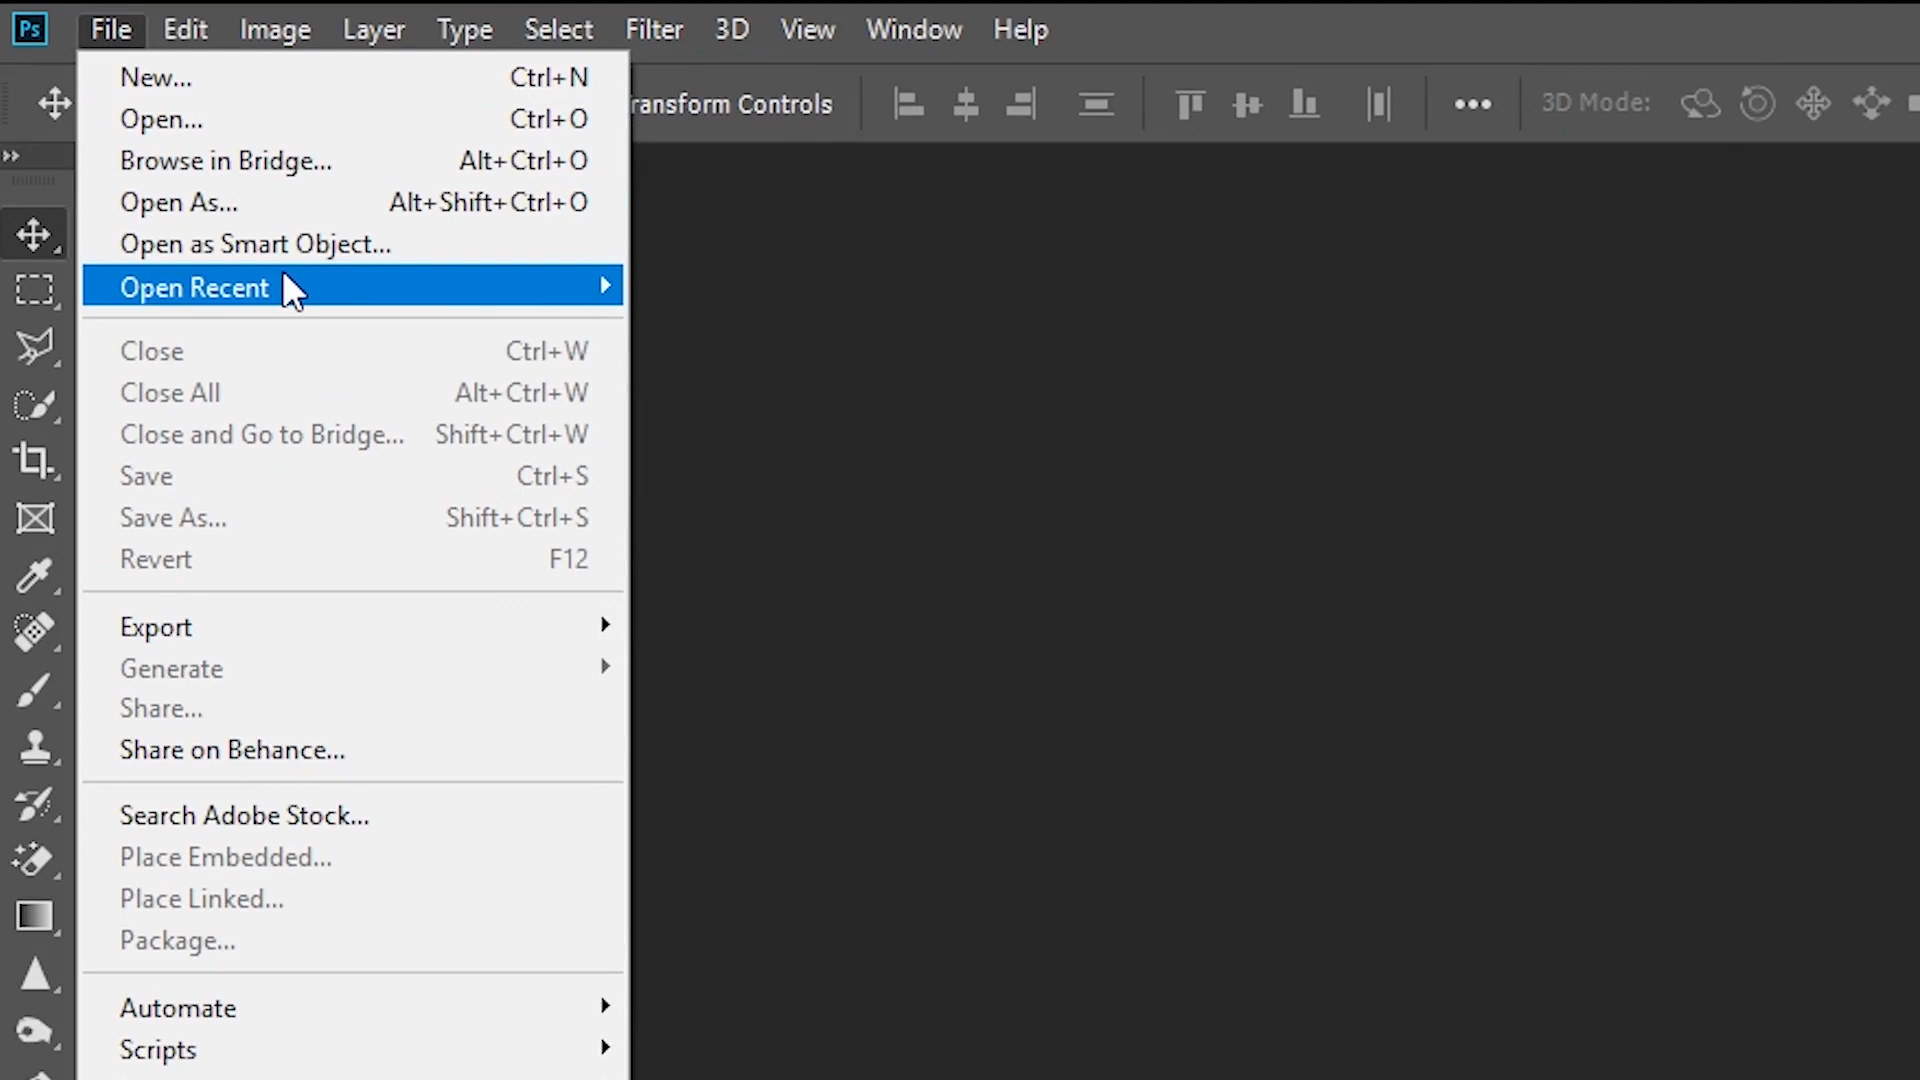 Ps File Edit Image Layer Type Select Filter 3D View Window Help
ransform Controls 3D Mode:
New... Ctrl+N
Open... Ctrl+O
Browse in Bridge... Alt+Ctrl+O
Open As... Alt+Shift+Ctrl+O
Open as Smart Object...
Open Recent
Close Ctrl+W
Close All Alt+Ctrl+W
Close and Go to Bridge... Shift+Ctrl+W
Save Ctrl+S
Save As... Shift+Ctrl+S
Revert F12
Export
Generate
Share...
Share on Behance...
Search Adobe Stock...
Place Embedded...
Place Linked...
Package...
Automate
Scripts